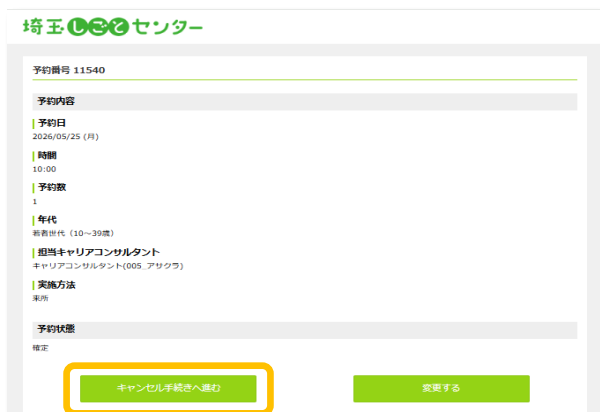 埼玉しごとセンター
予約番号 11540
予約内容
予約日
2026/05/25 (月)
時間
10:00
予約数
1
年代
若者世代（10～39歳）
担当キャリアコンサルタント
キャリアコンサルタント(005_アサクラ)
実施方法
来所
予約状態
確定
キャンセル手続きへ進む
変更する